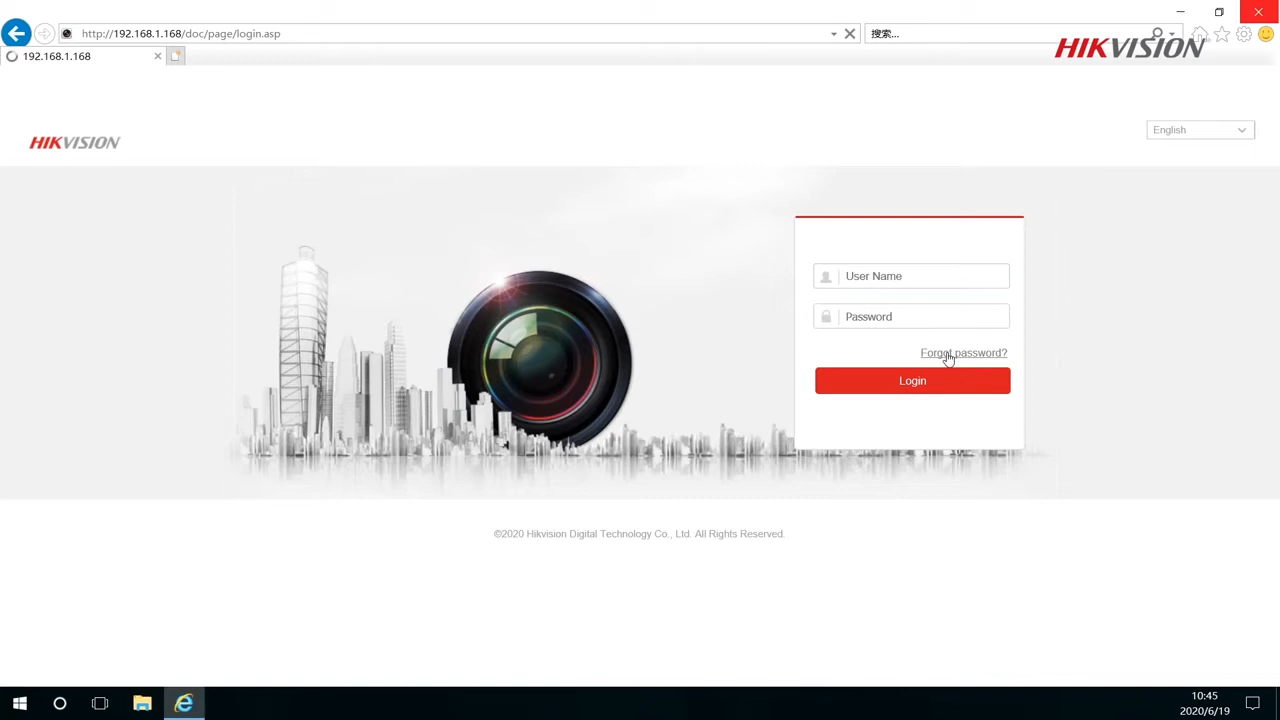 http://192.168.1.168/doc/page/login.asp
搜索...
192.168.1.168
HIKVISION
HIKVISION
English
User Name
Password
Forgot password?
Login
©2020 Hikvision Digital Technology Co., Ltd. All Rights Reserved.
10:45
2020/6/19